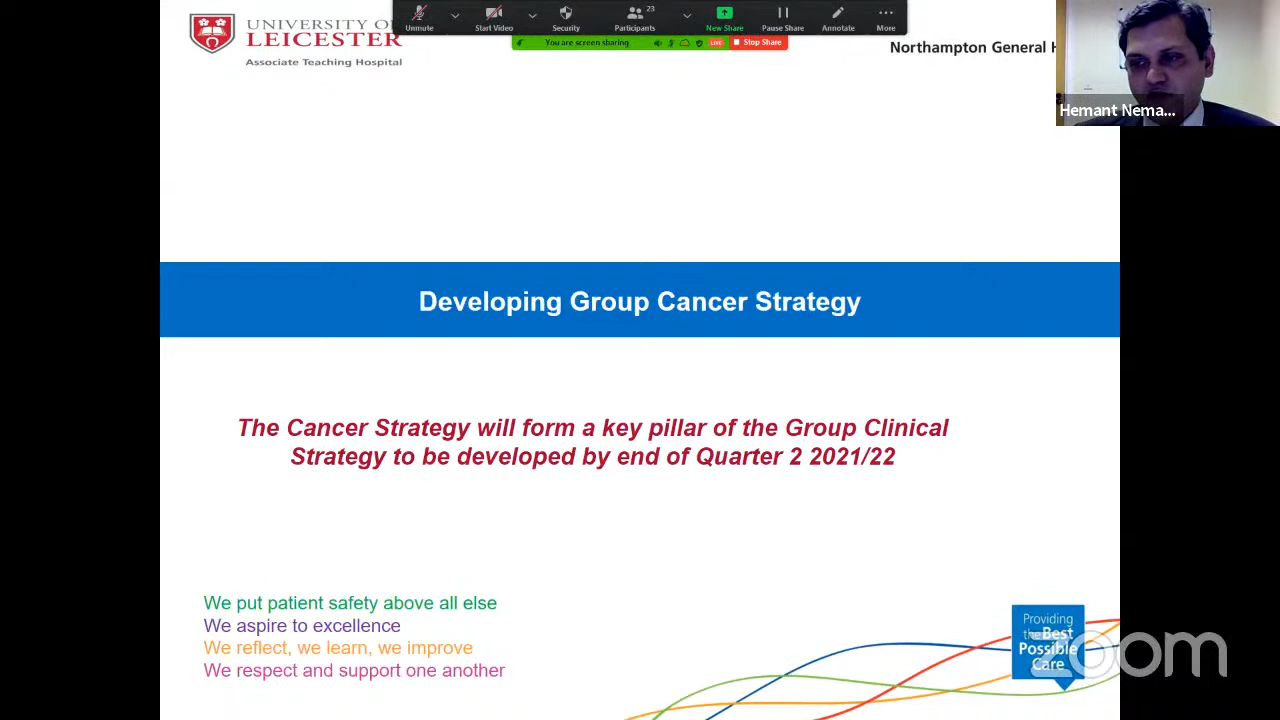 UNIVERSITY OF
LEICESTER
Associate Teaching Hospital
Unmute
Start Video
Security
Participants
23
New Share
Pause Share
Annotate
More
You are screen sharing
LIVE
Stop Share
Northampton General
Hemant Nema...
Developing Group Cancer Strategy
The Cancer Strategy will form a key pillar of the Group Clinical
Strategy to be developed by end of Quarter 2 2021/22
We put patient safety above all else
We aspire to excellence
We reflect, we learn, we improve
We respect and support one another
Providing
the Best
Possible
Care
zoom